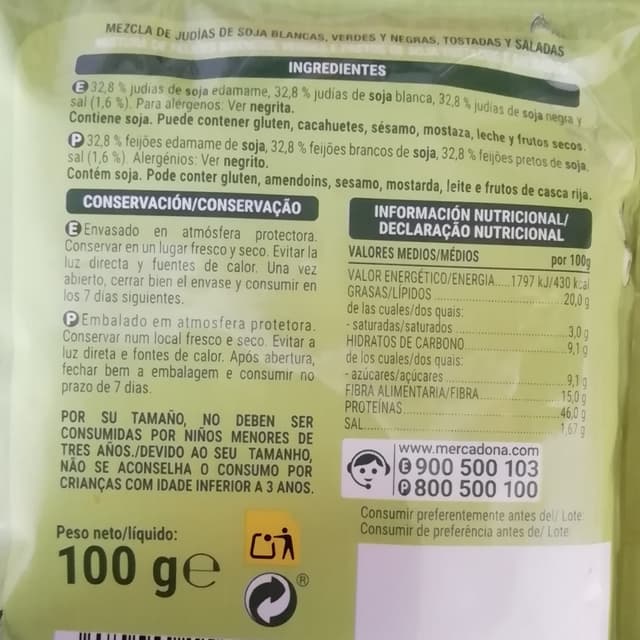 MEZCLA DE JUDÍAS DE SOJA BLANCAS, VERDES Y NEGRAS, TOSTADAS Y SALADAS
INGREDIENTES
E 32,8 % judías de soja edamame, 32,8 % judías de soja blanca, 32,8 % judías de soja negra y
sal (1,6 %). Para alérgenos: Ver negrita.
Contiene soja. Puede contener gluten, cacahuetes, sésamo, mostaza, leche y frutos secos.
P 32,8 % feijões edamame de soja, 32,8 % feijões brancos de soja, 32,8 % feijões pretos de soja,
sal (1,6 %). Alergénios: Ver negrito.
Contém soja. Pode conter gluten, amendoins, sesamo, mostarda, leite e frutos de casca rija.
CONSERVACIÓN/CONSERVAÇÃO
E Envasado en atmósfera protectora.
Conservar en un lugar fresco y seco. Evitar la
luz directa y fuentes de calor. Una vez
abierto, cerrar bien el envase y consumir en
los 7 días siguientes.
P Embalado em atmosfera protetora.
Conservar num local fresco e seco. Evitar a
luz direta e fontes de calor. Após abertura,
fechar bem a embalagem e consumir no
prazo de 7 dias.
POR SU TAMAÑO, NO DEBEN SER
CONSUMIDAS POR NIÑOS MENORES DE
TRES AÑOS./DEVIDO AO SEU TAMANHO,
NÃO SE ACONSELHA O CONSUMO POR
CRIANÇAS COM IDADE INFERIOR A 3 ANOS.
INFORMACIÓN NUTRICIONAL/
DECLARAÇÃO NUTRICIONAL
VALORES MEDIOS/MÉDIOS por 100g
VALOR ENERGÉTICO/ENERGIA.....1797 kJ/430 kcal
GRASAS/LÍPIDOS 20,0 g
de las cuales/dos quais:
- saturadas/saturados 3,0 g
HIDRATOS DE CARBONO 9,1 g
de los cuales/dos quais:
- azúcares/açúcares 9,1 g
FIBRA ALIMENTARIA/FIBRA 15,0 g
PROTEÍNAS 46,0 g
SAL 1,67 g
www.mercadona.com
E 900 500 103
P 800 500 100
Consumir preferentemente antes del/ Lote:
Consumir de preferência antes de/ Lote:
Peso neto/líquido:
100 g e
®